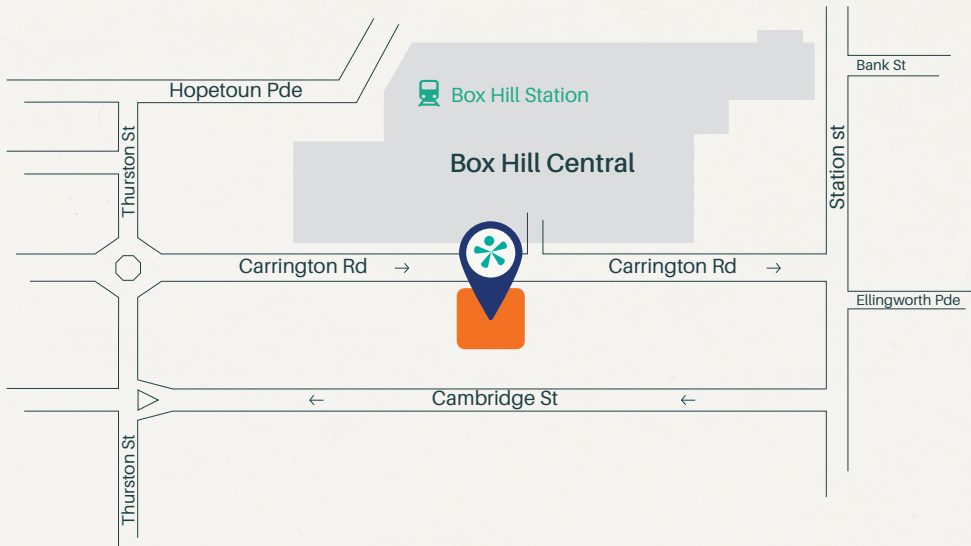 Bank St
Hopetoun Pde
Box Hill Station
Thurston St
Box Hill Central
Station st
Carrington Rd
Carrington Rd
Ellingworth Pde
Cambridge St
Thurston St